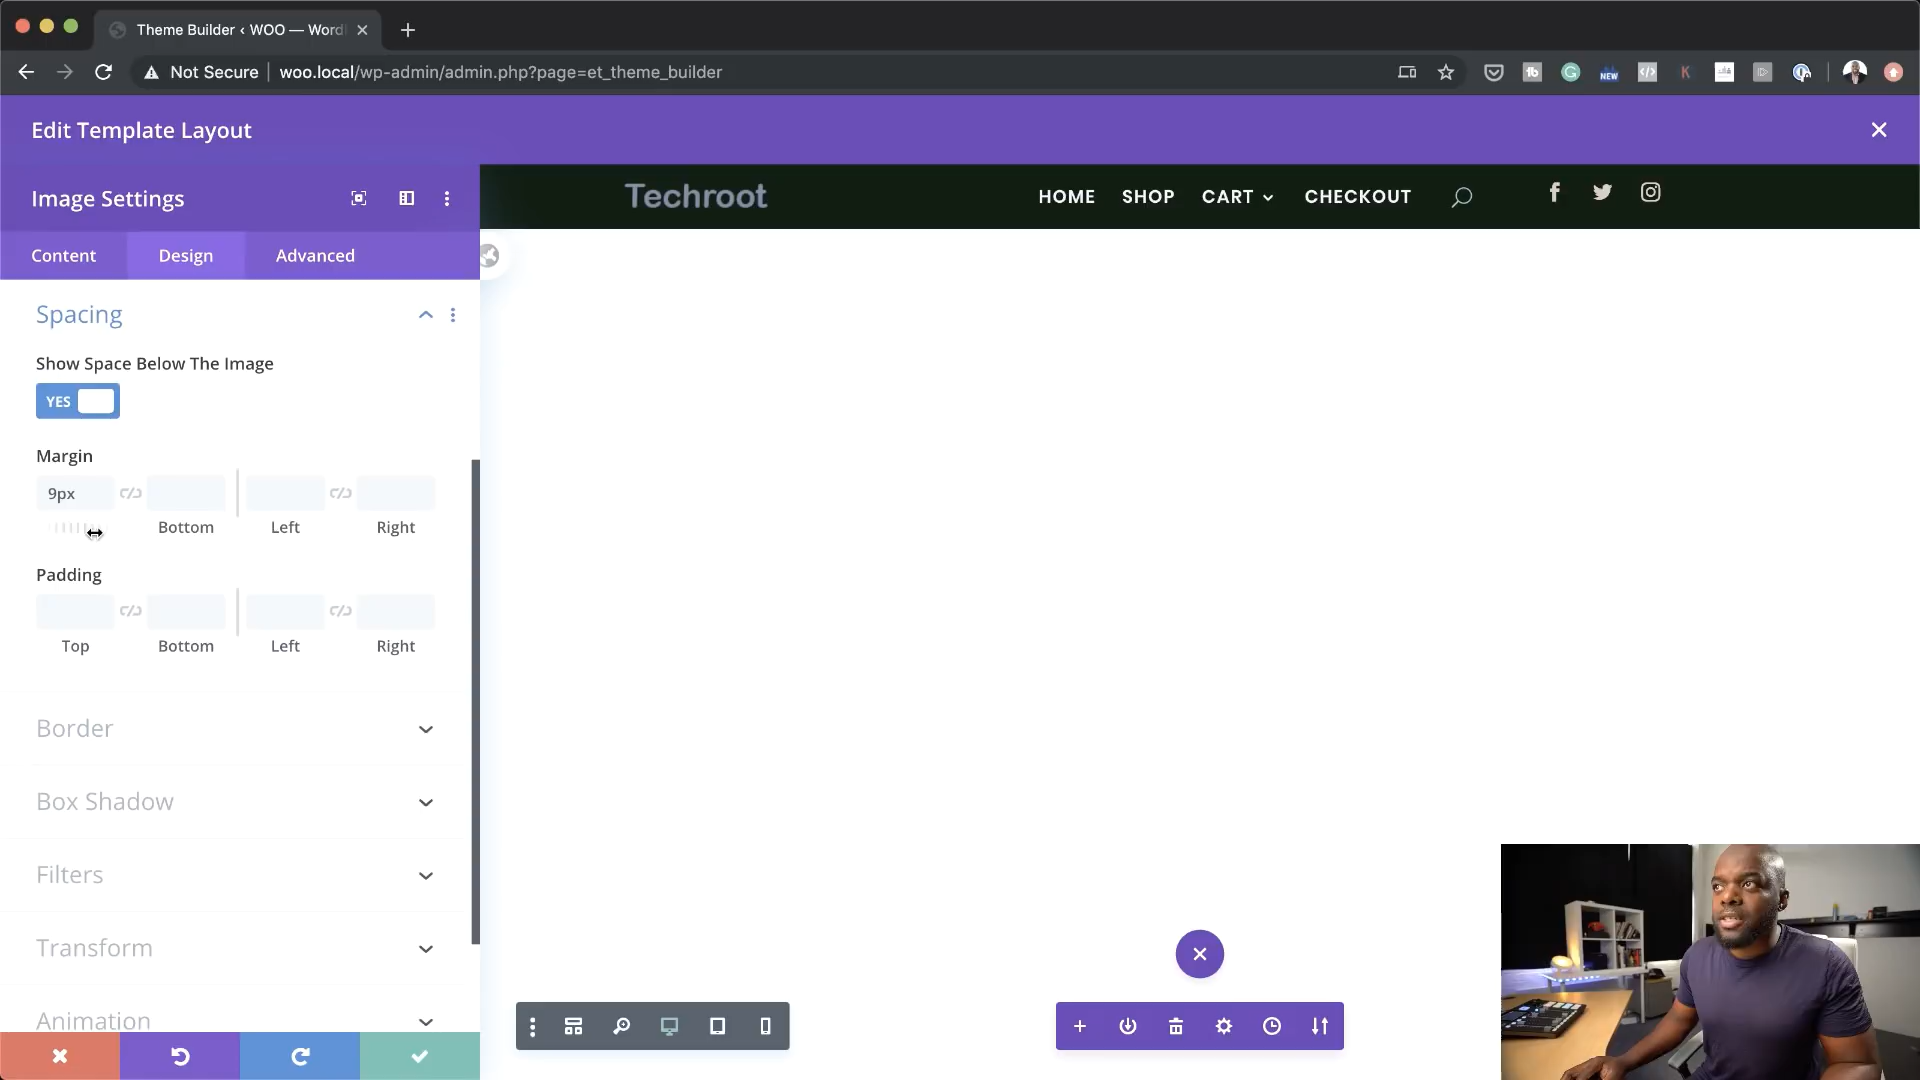 Theme Builder ‹ WOO — Word
Not Secure woo.local/wp-admin/admin.php?page=et_theme_builder
NEW
Edit Template Layout
Image Settings
Content Design Advanced
Techroot
HOME SHOP CART CHECKOUT
Spacing
Show Space Below The Image
YES
Margin
9px
Bottom Left Right
Padding
Top Bottom Left Right
Border
Box Shadow
Filters
Transform
Animation